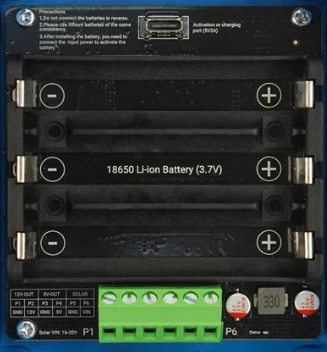 Precautions
1.Do not connect the batteries in reverse.
2.Please use lithium batteries of the same
consistency.
3.After installing the battery, you need to
connect the input power to activate the
battery.
Activation or charging
port (5V2A)
18650 Li-ion Battery (3.7V)
12V-OUT 5V-OUT SOLAR
P1 P2 P3 P4 P5 P6
GND 12V GND 5V GND VIN
Solar VIN: 16-20V
P1
P6
330
Status